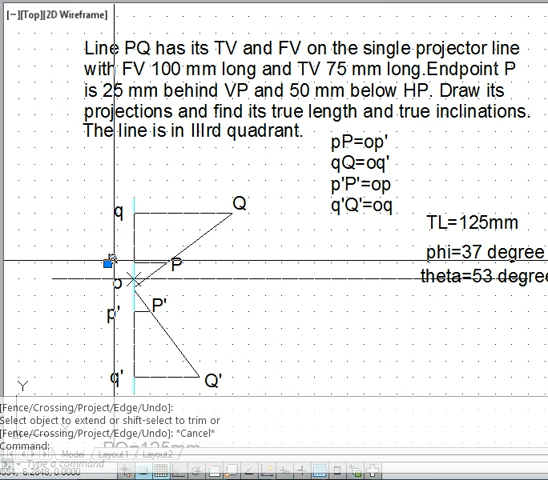 [−][Top][2D Wireframe]
Line PQ has its TV and FV on the single projector line
with FV 100 mm long and TV 75 mm long.Endpoint P
is 25 mm behind VP and 50 mm below HP. Draw its
projections and find its true length and true inclinations.
The line is in IIIrd quadrant.
pP=op'
qQ=oq'
p'P'=op
q'Q'=oq
q
Q
TL=125mm
phi=37 degree
P
theta=53 degree
p'
P'
q'
Q'
Y
[Fence/Crossing/Project/Edge/Undo]:
Select object to extend or shift-select to trim or
[Fence/Crossing/Project/Edge/Undo]: *Cancel*
Command:
PQ=125mm
Model
Layout1
Layout2
Type a command